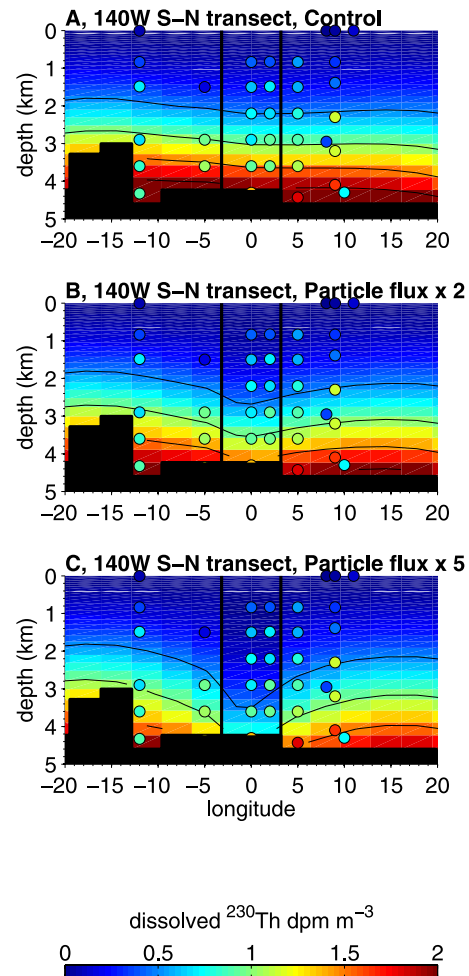 A, 140W S−N transect, Control
0
1
2
3
4
5
depth (km)
−20 −15 −10 −5 0 5 10 15 20
B, 140W S−N transect, Particle flux x 2
0
1
2
3
4
5
depth (km)
−20 −15 −10 −5 0 5 10 15 20
C, 140W S−N transect, Particle flux x 5
0
1
2
3
4
5
depth (km)
−20 −15 −10 −5 0 5 10 15 20
longitude
dissolved ²³⁰Th dpm m⁻³
0 0.5 1 1.5 2